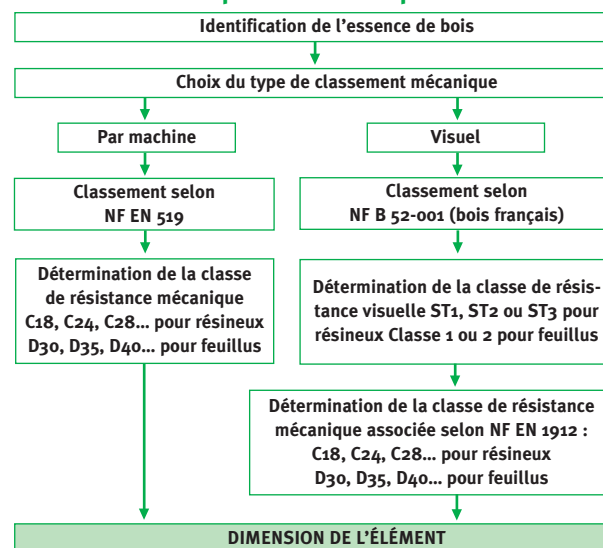 Identification de l'essence de bois
Choix du type de classement mécanique
Par machine
Visuel
Classement selon
NF EN 519
Classement selon
NF B 52-001 (bois français)
Détermination de la classe
de résistance mécanique
C18, C24, C28... pour résineux
D30, D35, D40... pour feuillus
Détermination de la classe de résis-
tance visuelle ST1, ST2 ou ST3 pour
résineux Classe 1 ou 2 pour feuillus
Détermination de la classe de résistance
mécanique associée selon NF EN 1912 :
C18, C24, C28... pour résineux
D30, D35, D40... pour feuillus
DIMENSION DE L'ÉLÉMENT